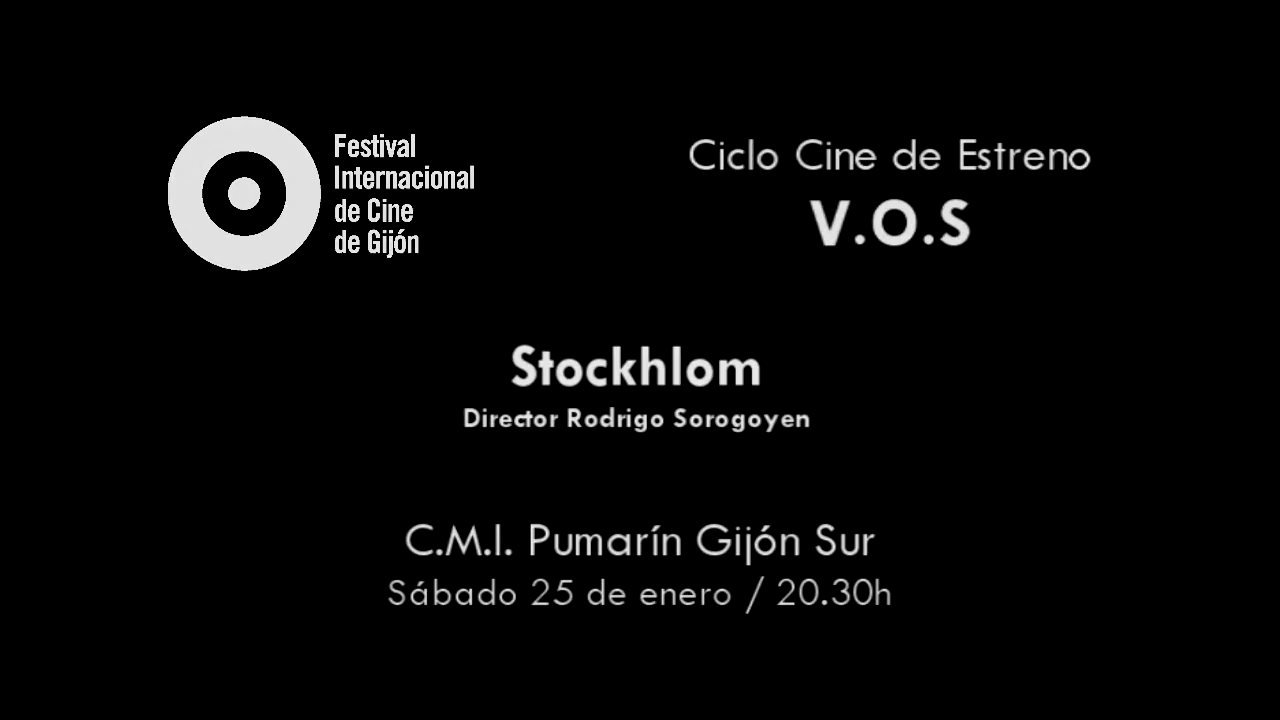 Festival
Internacional
de Cine
de Gijón
Ciclo Cine de Estreno
V.O.S
Stockhlom
Director Rodrigo Sorogoyen
C.M.I. Pumarín Gijón Sur
Sábado 25 de enero / 20.30h